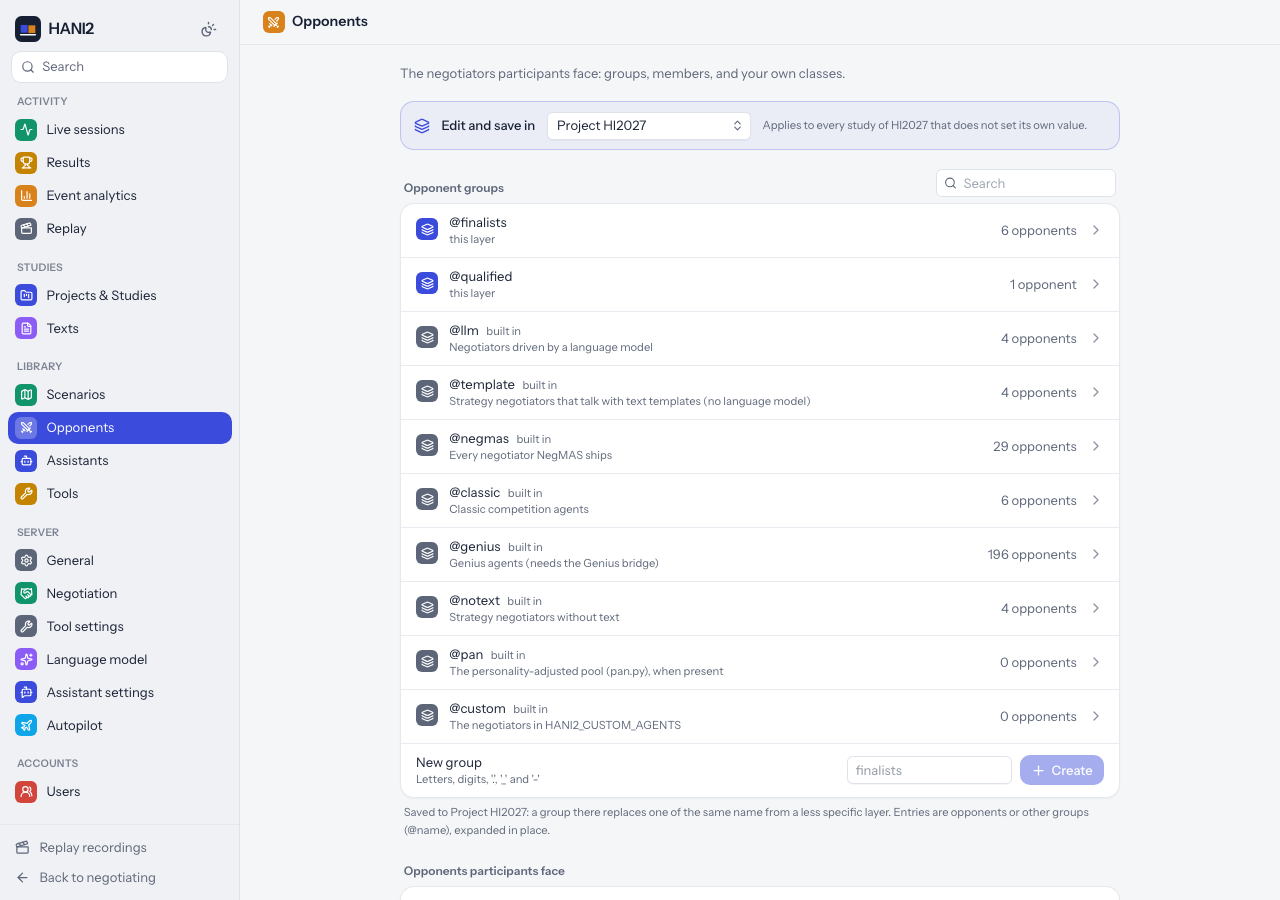 HANI2
Search
ACTIVITY
Live sessions
Results
Event analytics
Replay
STUDIES
Projects & Studies
Texts
LIBRARY
Scenarios
Opponents
Assistants
Tools
SERVER
General
Negotiation
Tool settings
Language model
Assistant settings
Autopilot
ACCOUNTS
Users
Replay recordings
Back to negotiating
Opponents
The negotiators participants face: groups, members, and your own classes.
Edit and save in Project HI2027 Applies to every study of HI2027 that does not set its own value.
Opponent groups Search
@finalists
this layer
6 opponents
@qualified
this layer
1 opponent
@llm built in
Negotiators driven by a language model
4 opponents
@template built in
Strategy negotiators that talk with text templates (no language model)
4 opponents
@negmas built in
Every negotiator NegMAS ships
29 opponents
@classic built in
Classic competition agents
6 opponents
@genius built in
Genius agents (needs the Genius bridge)
196 opponents
@notext built in
Strategy negotiators without text
4 opponents
@pan built in
The personality-adjusted pool (pan.py), when present
0 opponents
@custom built in
The negotiators in HANI2_CUSTOM_AGENTS
0 opponents
New group
Letters, digits, '.', '_' and '-'
finalists
Create
Saved to Project HI2027: a group there replaces one of the same name from a less specific layer. Entries are opponents or other groups
(@name), expanded in place.
Opponents participants face